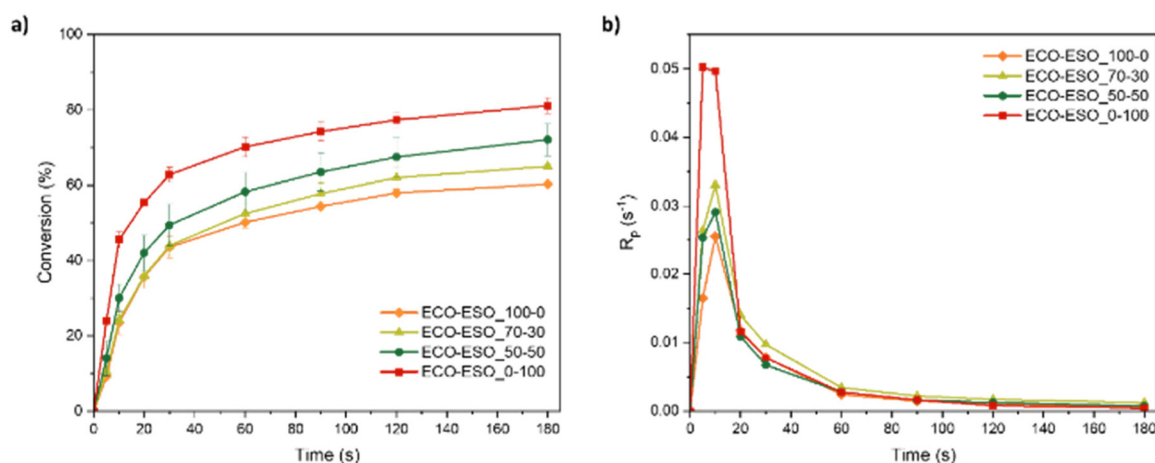 a)
100
80
60
40
20
0
Conversion (%)
ECO-ESO_100-0
ECO-ESO_70-30
ECO-ESO_50-50
ECO-ESO_0-100
0 20 40 60 80 100 120 140 160 180
Time (s)
b)
0.05
0.04
0.03
0.02
0.01
0.00
Rp (s-1)
ECO-ESO_100-0
ECO-ESO_70-30
ECO-ESO_50-50
ECO-ESO_0-100
0 20 40 60 80 100 120 140 160 180
Time (s)